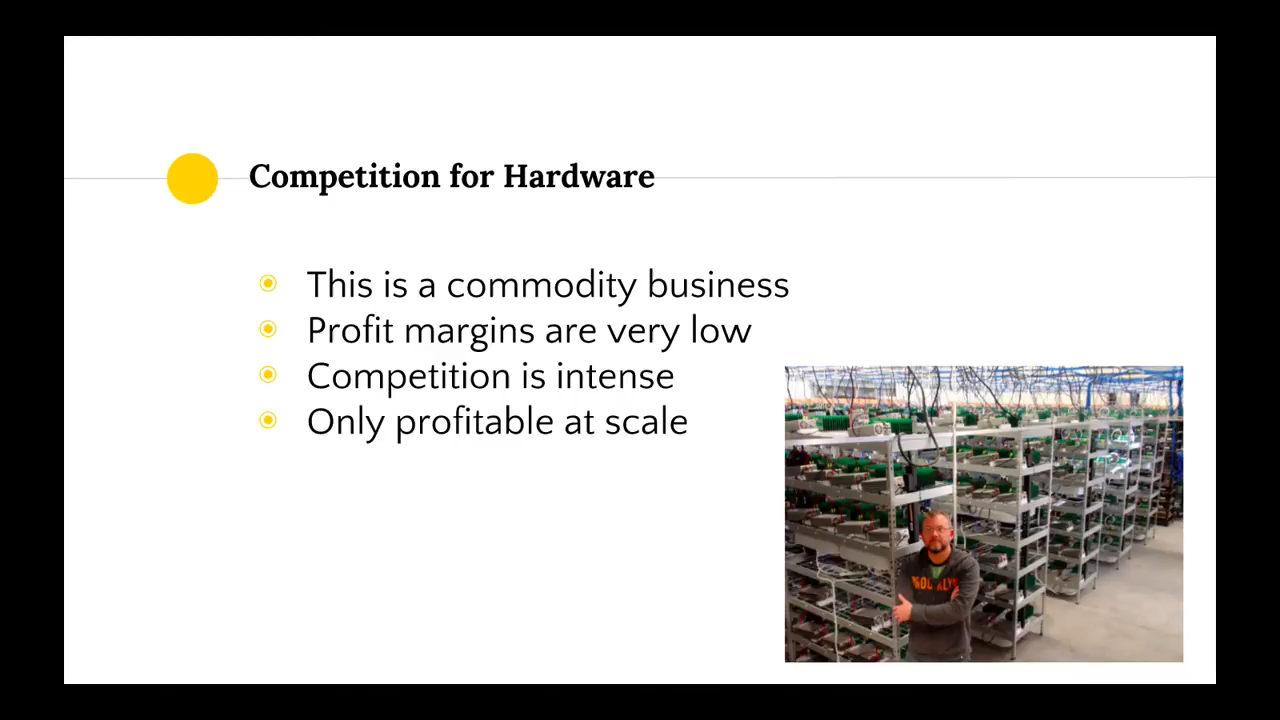 Competition for Hardware
This is a commodity business
Profit margins are very low
Competition is intense
Only profitable at scale
BROOKLYN